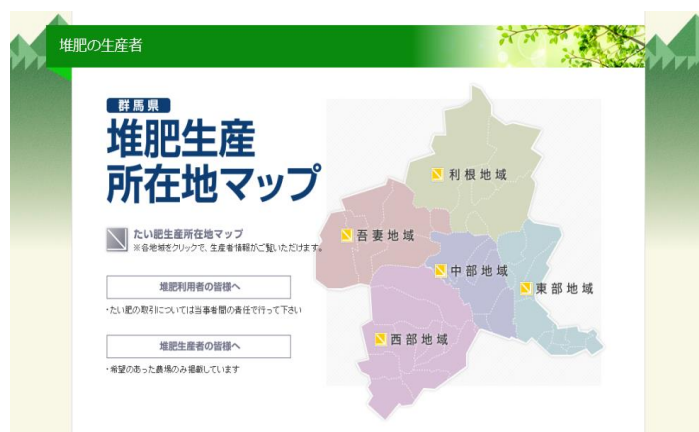 堆肥の生産者
群馬県
堆肥生産
所在地マップ
たい肥生産所在地マップ
※各地域をクリックで、生産者情報がご覧いただけます。
堆肥利用者の皆様へ
・たい肥の取引については当事者間の責任で行って下さい
堆肥生産者の皆様へ
・希望のあった農場のみ掲載しています
利根地域
吾妻地域
中部地域
東部地域
西部地域